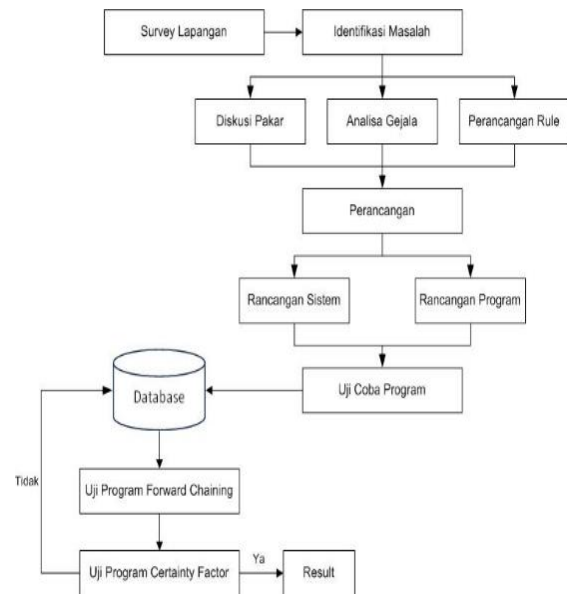 Survey Lapangan
Identifikasi Masalah
Diskusi Pakar
Analisa Gejala
Perancangan Rule
Perancangan
Rancangan Sistem
Rancangan Program
Database
Uji Coba Program
Tidak
Uji Program Forward Chaining
Uji Program Certainty Factor
Ya
Result